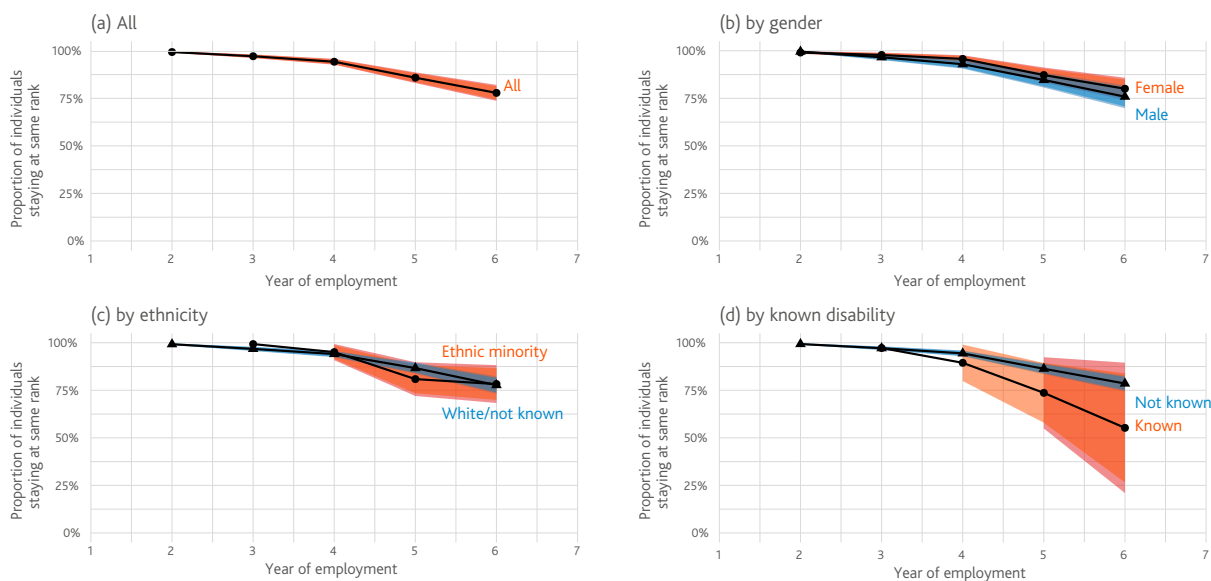 (a) All
100%
75%
50%
25%
0%
Proportion of individuals
staying at same rank
All
1 2 3 4 5 6 7
Year of employment
(b) by gender
100%
75%
50%
25%
0%
Proportion of individuals
staying at same rank
Female
Male
1 2 3 4 5 6 7
Year of employment
(c) by ethnicity
100%
75%
50%
25%
0%
Proportion of individuals
staying at same rank
Ethnic minority
White/not known
1 2 3 4 5 6 7
Year of employment
(d) by known disability
100%
75%
50%
25%
0%
Proportion of individuals
staying at same rank
Not known
Known
1 2 3 4 5 6 7
Year of employment